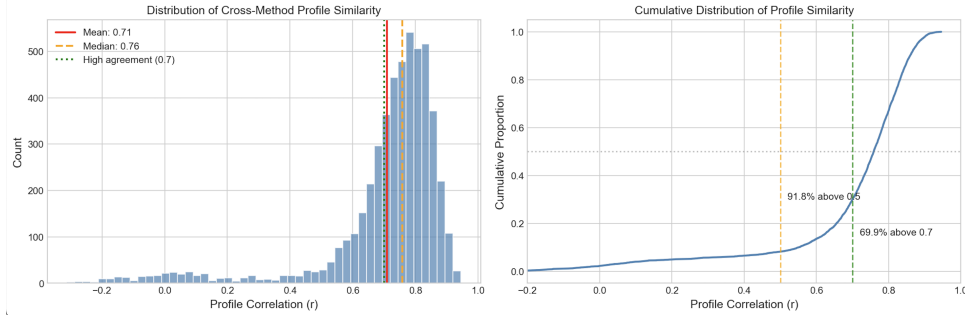 Distribution of Cross-Method Profile Similarity
Mean: 0.71
Median: 0.76
High agreement (0.7)
Count
500
400
300
200
100
0
−0.2 0.0 0.2 0.4 0.6 0.8 1.0
Profile Correlation (r)
Cumulative Distribution of Profile Similarity
Cumulative Proportion
1.0
0.8
0.6
0.4
0.2
0.0
91.8% above 0.5
69.9% above 0.7
−0.2 0.0 0.2 0.4 0.6 0.8 1.0
Profile Correlation (r)